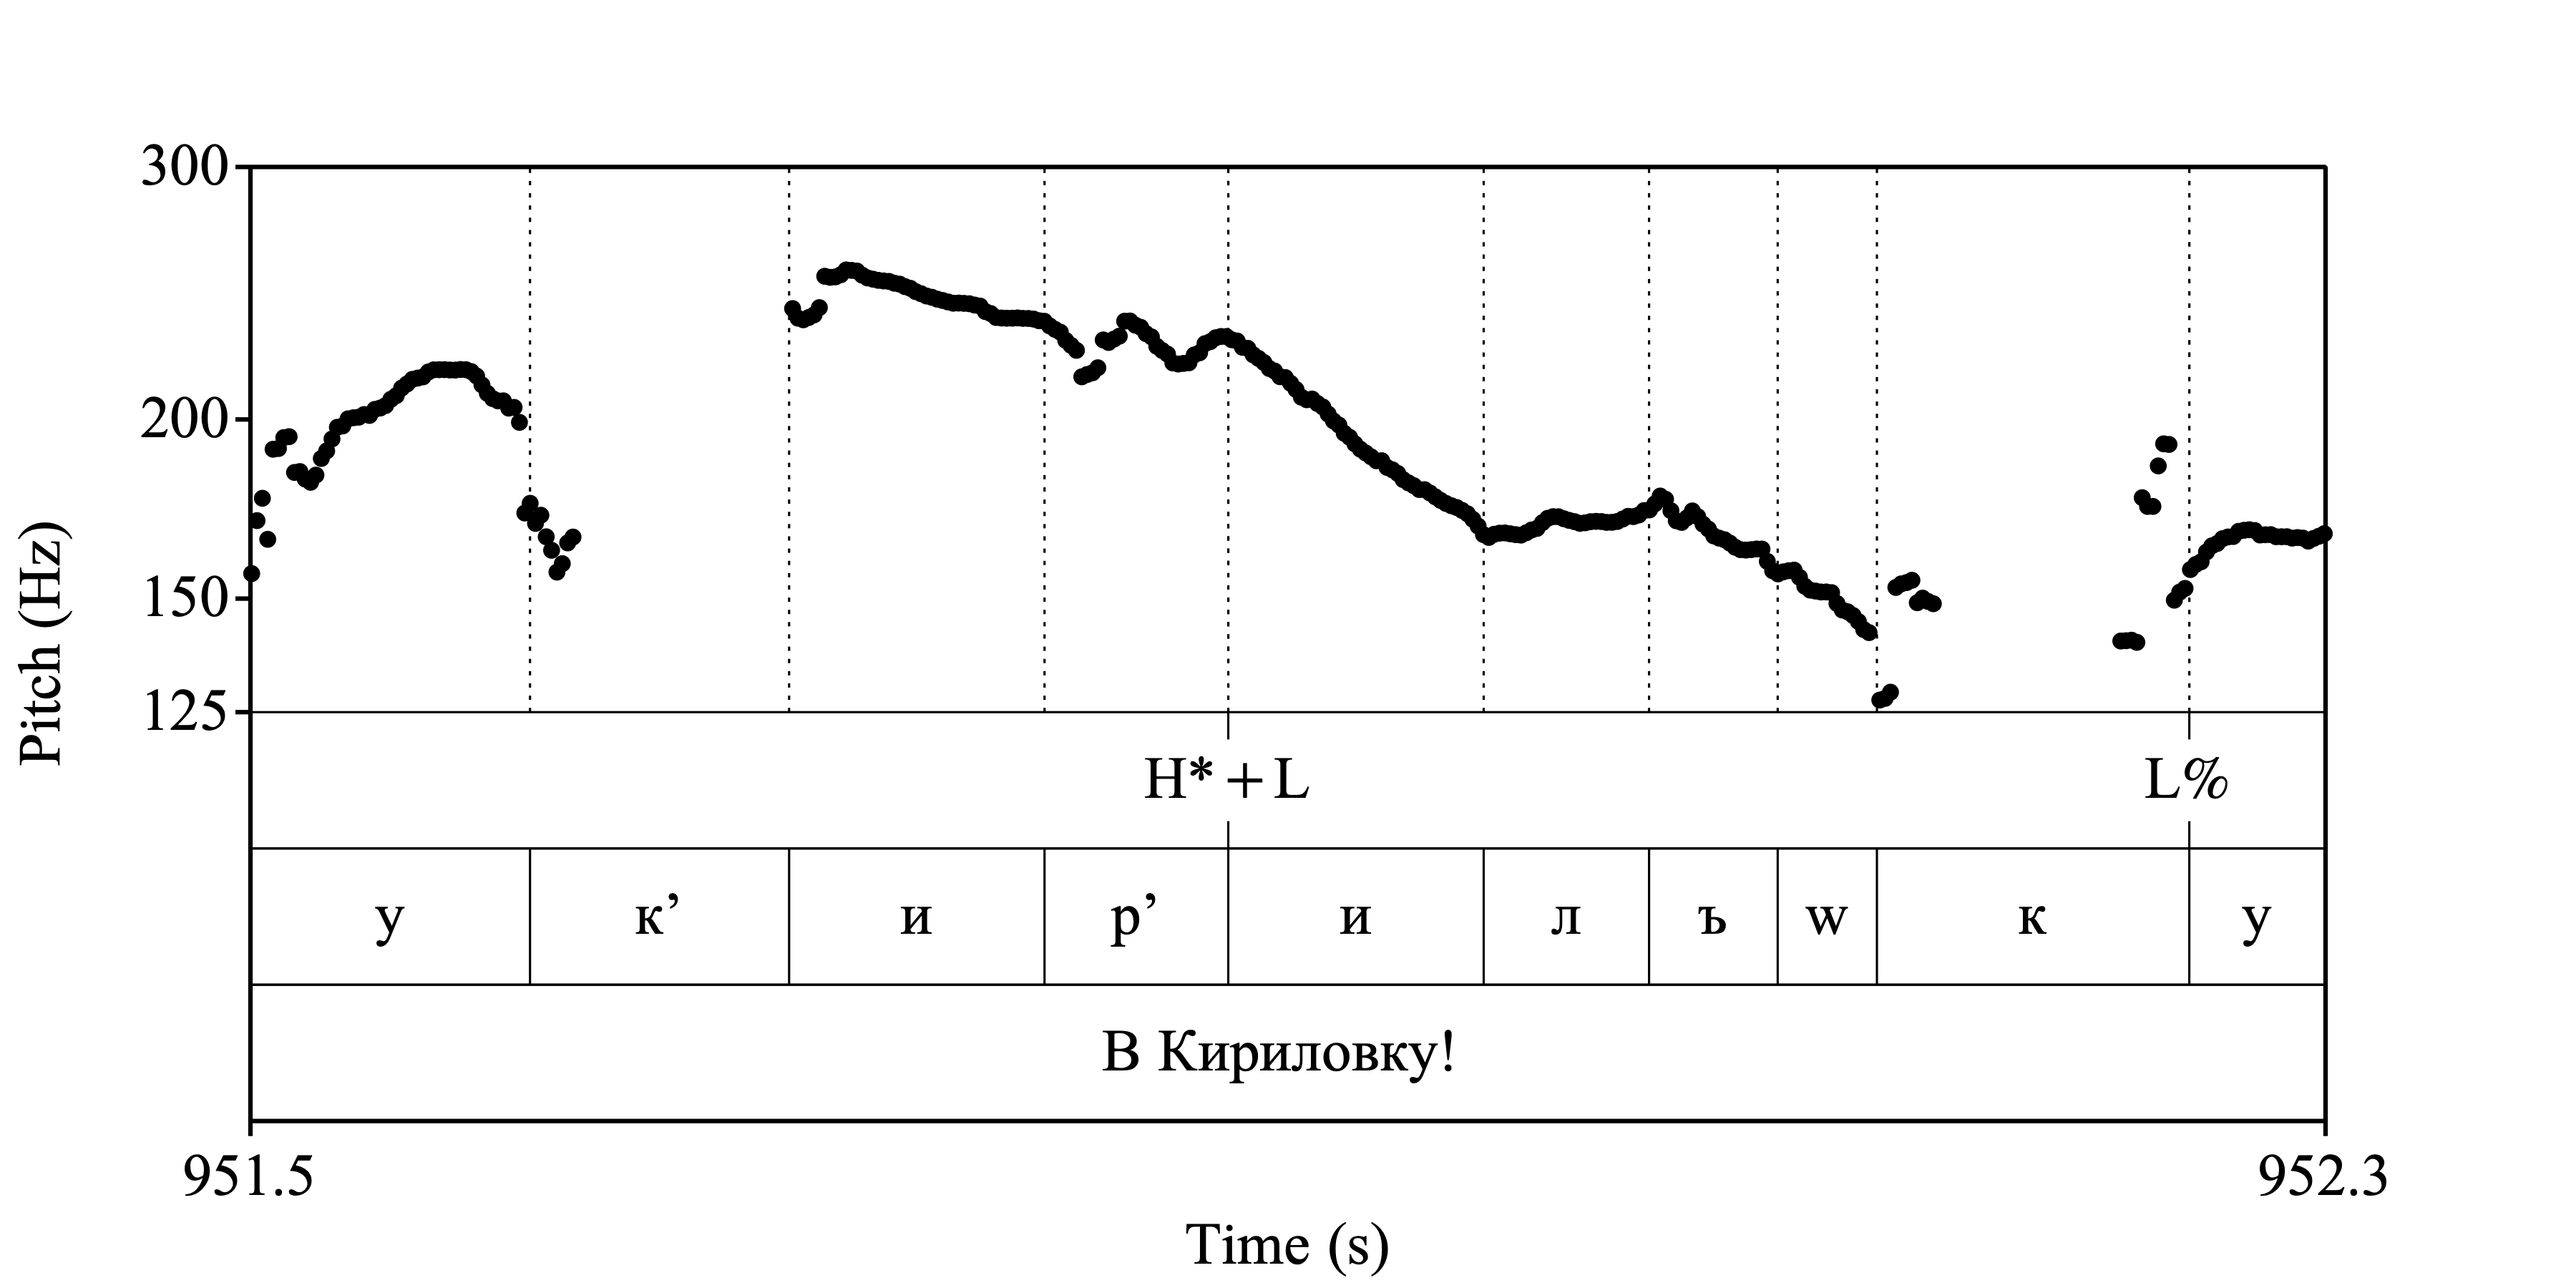 300
200
150
125
Pitch (Hz)
H* + L L%
у к’ и р’ и л ъ w к у
В Кириловку!
951.5 952.3
Time (s)